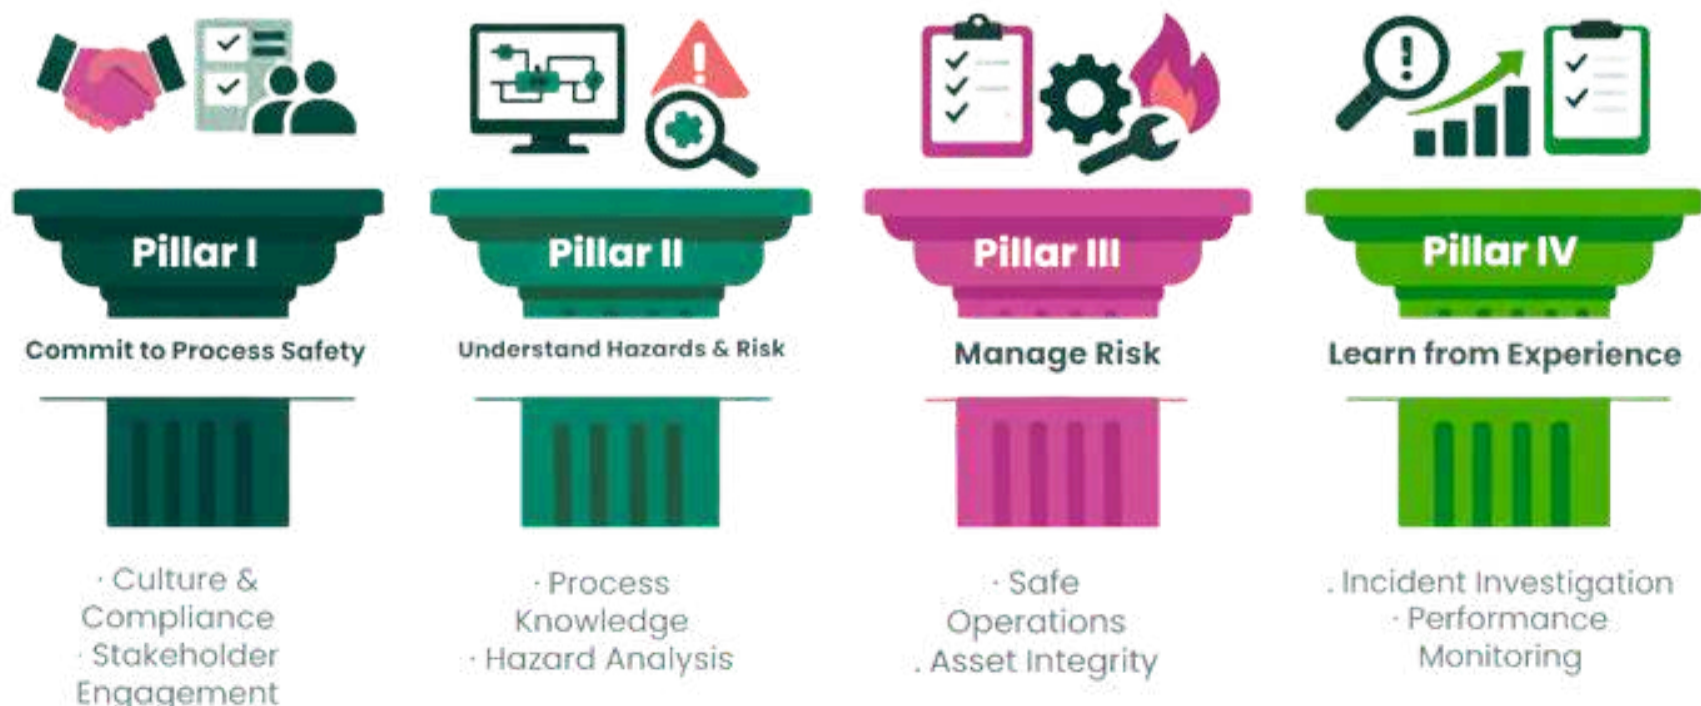 Pillar I
Commit to Process Safety
· Culture &
Compliance
· Stakeholder
Engagement
Pillar II
Understand Hazards & Risk
· Process
Knowledge
· Hazard Analysis
Pillar III
Manage Risk
· Safe
Operations
. Asset Integrity
Pillar IV
Learn from Experience
. Incident Investigation
· Performance
Monitoring